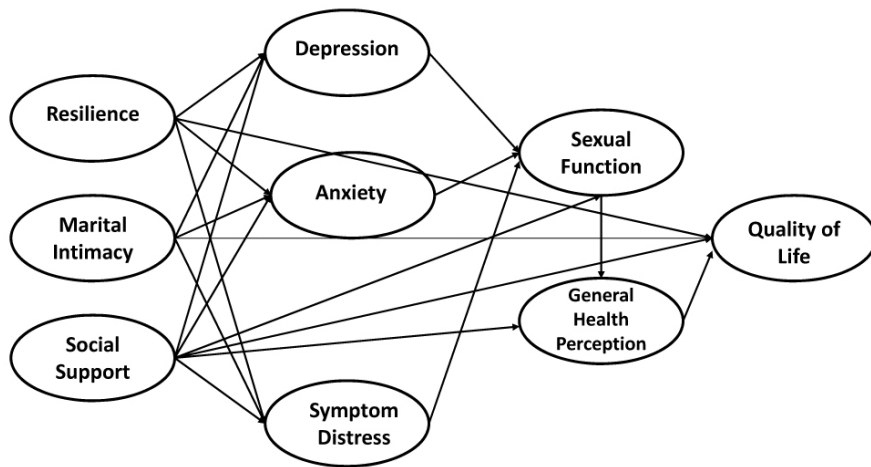 Depression
Resilience
Sexual
Function
Anxiety
Marital
Intimacy
Quality of
Life
General
Health
Perception
Social
Support
Symptom
Distress